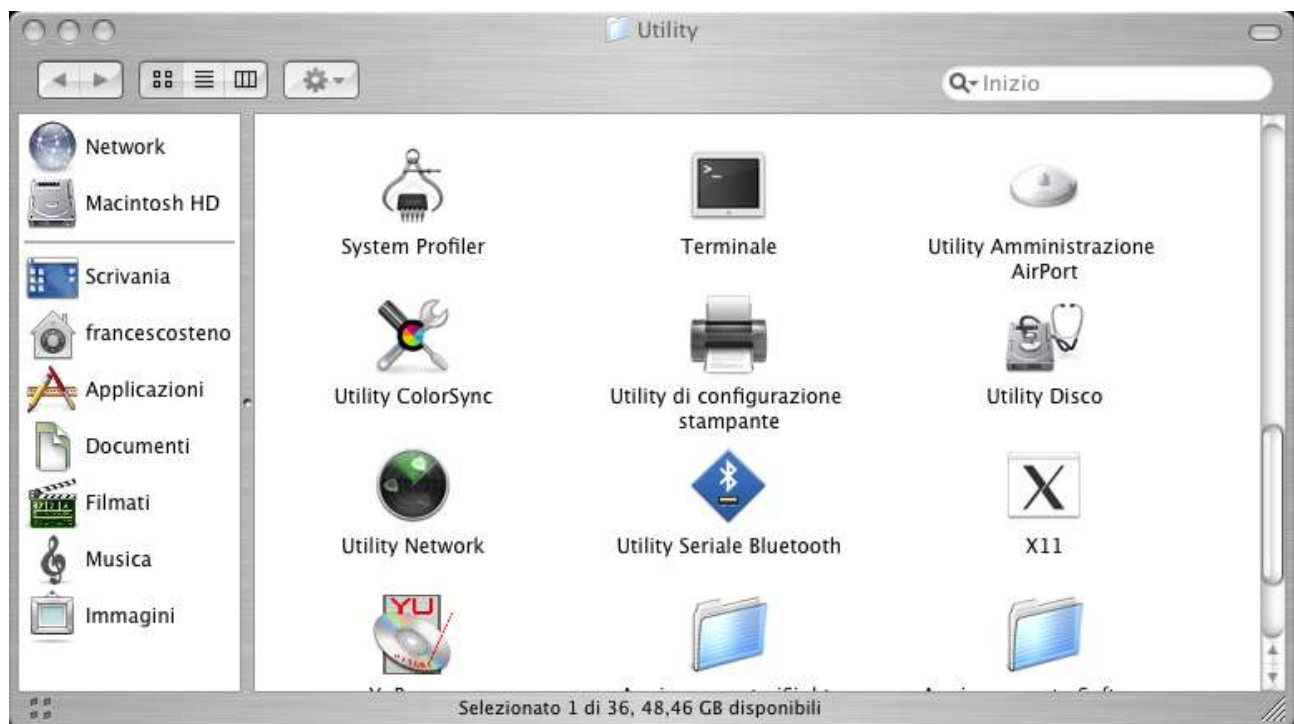 Utility
Inizio
Network
Macintosh HD
Scrivania
francescosteno
Applicazioni
Documenti
Filmati
Musica
Immagini
System Profiler
Terminale
Utility Amministrazione
AirPort
Utility ColorSync
Utility di configurazione
stampante
Utility Disco
Utility Network
Utility Seriale Bluetooth
X11
YU
Selezionato 1 di 36, 48,46 GB disponibili